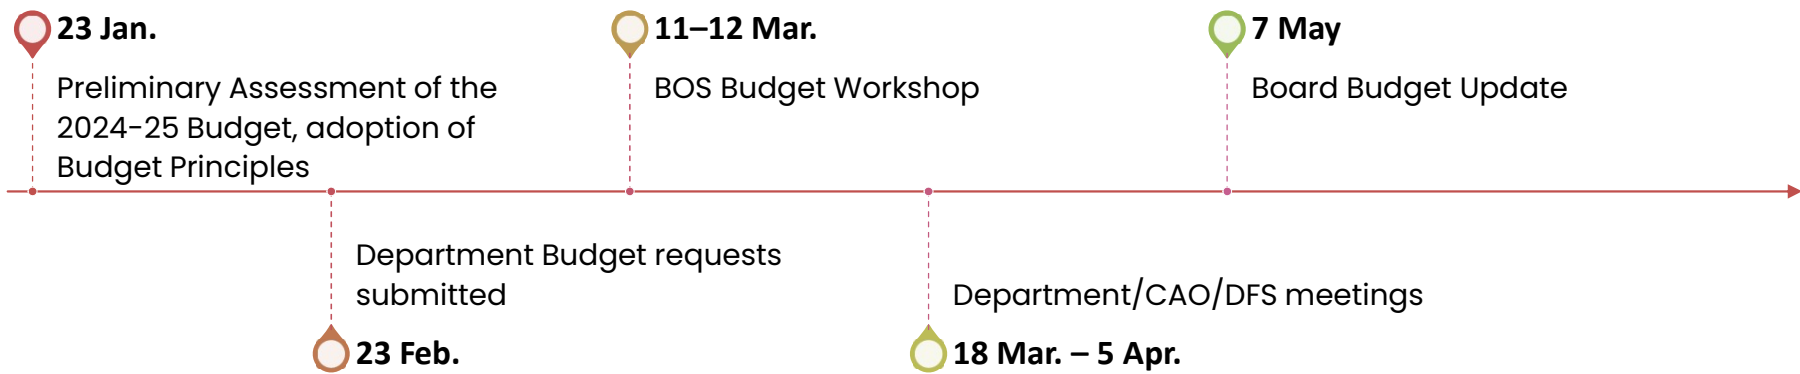 23 Jan.
Preliminary Assessment of the
2024-25 Budget, adoption of
Budget Principles
Department Budget requests
submitted
23 Feb.
11–12 Mar.
BOS Budget Workshop
Department/CAO/DFS meetings
18 Mar. – 5 Apr.
7 May
Board Budget Update